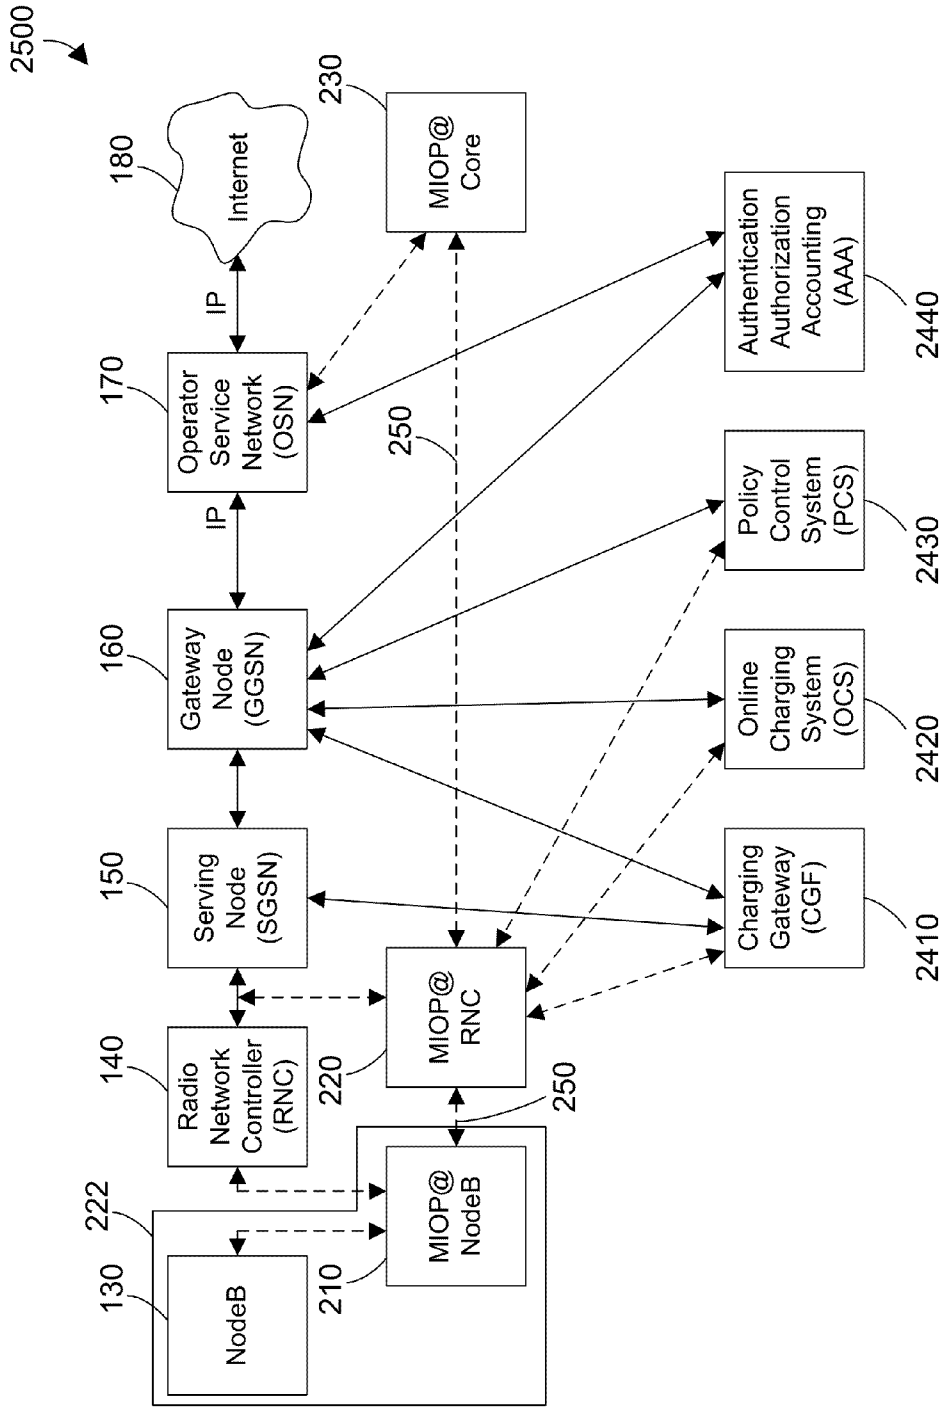 2500
130
NodeB
222
140
Radio
Network
Controller
(RNC)
150
Serving
Node
(SGSN)
160
Gateway
Node
(GGSN)
IP
170
Operator
Service
Network
(OSN)
IP
180
Internet
210
MIOP@
NodeB
250
220
MIOP@
RNC
250
230
MIOP@
Core
Charging
Gateway
(CGF)
2410
Online
Charging
System
(OCS)
2420
Policy
Control
System
(PCS)
2430
Authentication
Authorization
Accounting
(AAA)
2440